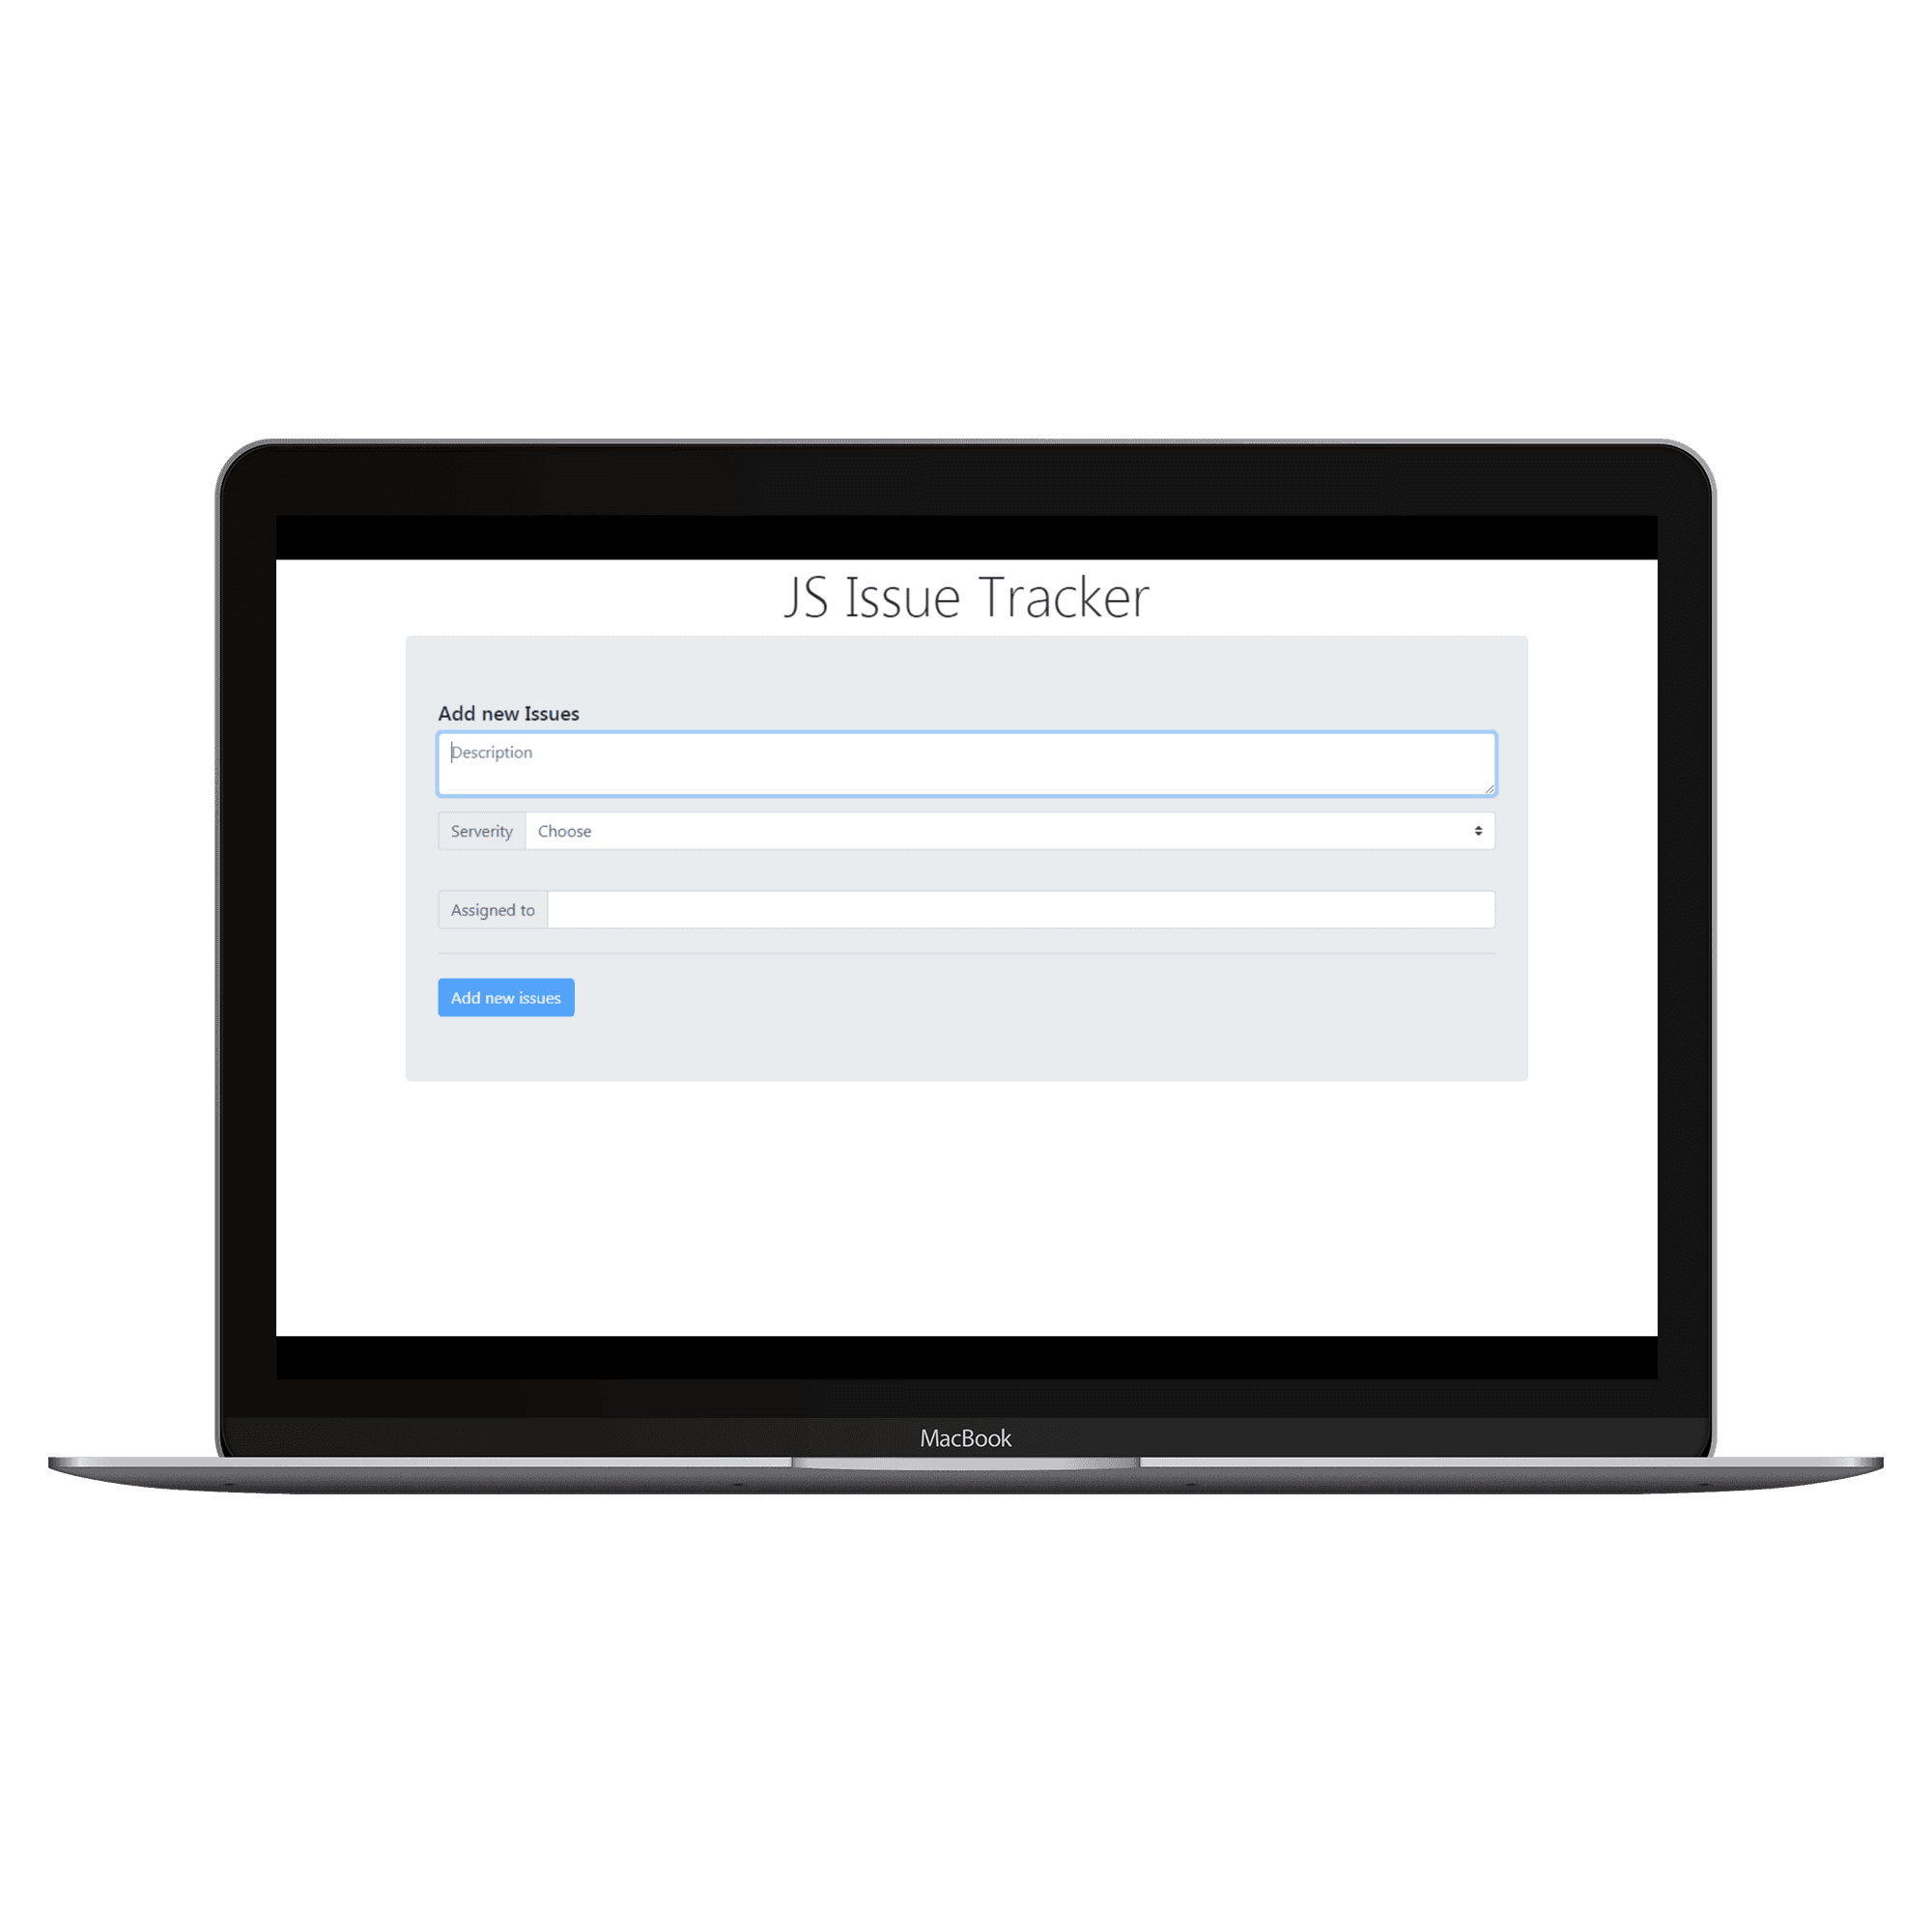 JS Issue Tracker
Add new Issues
Description
Serverity Choose
Assigned to
Add new issues
MacBook